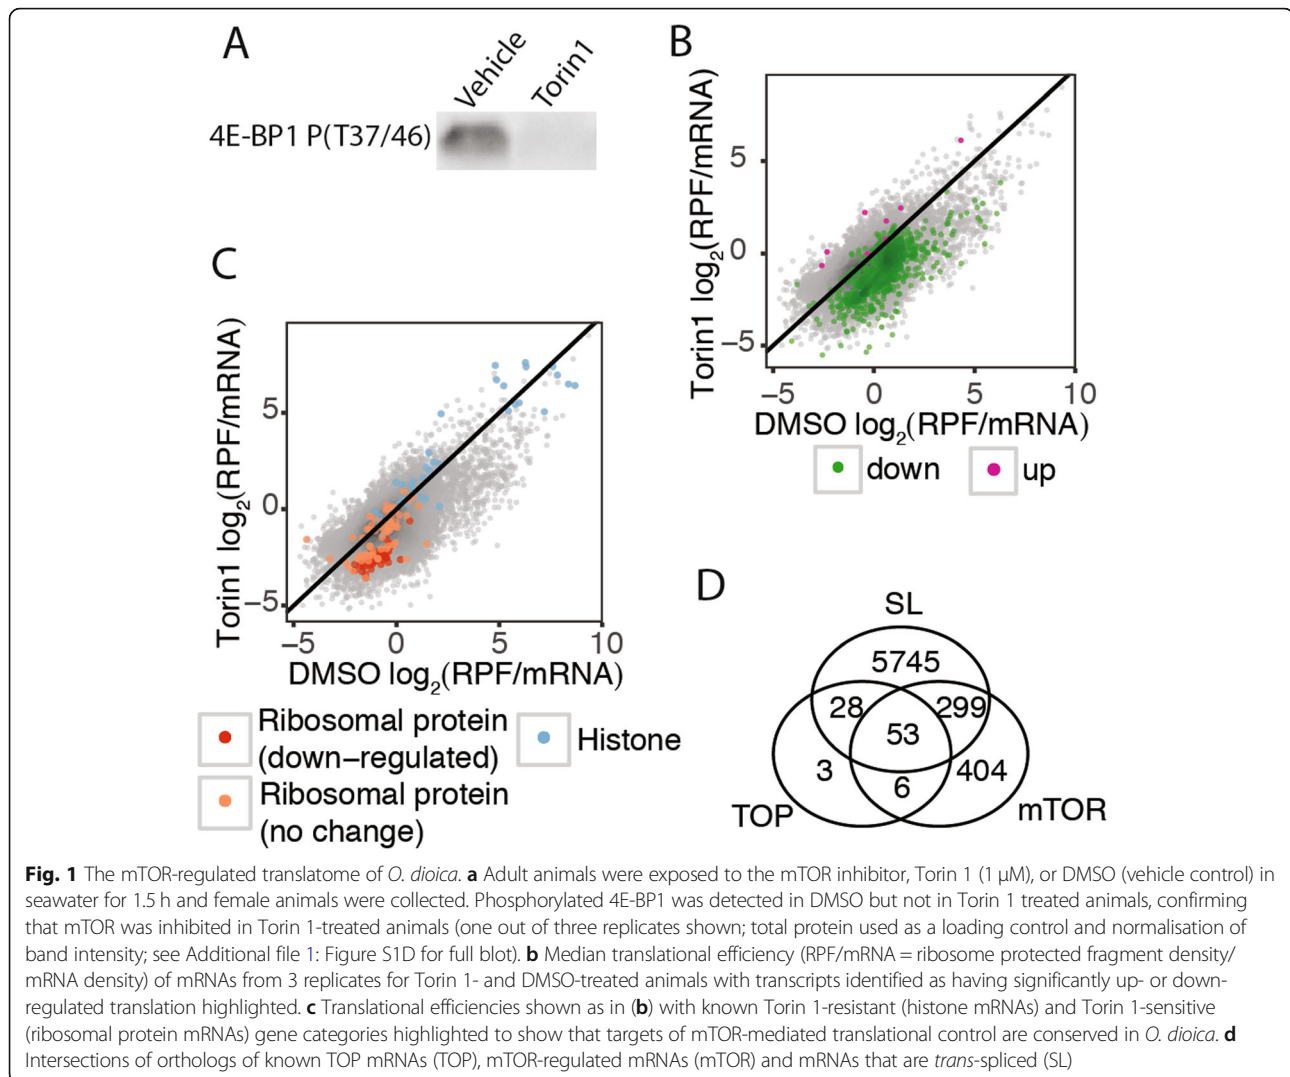 A
Vehicle
Torin1
4E-BP1 P(T37/46)
B
Torin1 log2(RPF/mRNA)
5
0
−5
−5 0 5 10
DMSO log2(RPF/mRNA)
down
up
C
Torin1 log2(RPF/mRNA)
5
0
−5
−5 0 5 10
DMSO log2(RPF/mRNA)
Ribosomal protein
(down−regulated)
Histone
Ribosomal protein
(no change)
D
SL
5745
28
299
53
3
6
404
TOP
mTOR
Fig. 1 The mTOR-regulated translatome of O. dioica. a Adult animals were exposed to the mTOR inhibitor, Torin 1 (1 μM), or DMSO (vehicle control) in
seawater for 1.5 h and female animals were collected. Phosphorylated 4E-BP1 was detected in DMSO but not in Torin 1 treated animals, confirming
that mTOR was inhibited in Torin 1-treated animals (one out of three replicates shown; total protein used as a loading control and normalisation of
band intensity; see Additional file 1: Figure S1D for full blot). b Median translational efficiency (RPF/mRNA = ribosome protected fragment density/
mRNA density) of mRNAs from 3 replicates for Torin 1- and DMSO-treated animals with transcripts identified as having significantly up- or down-
regulated translation highlighted. c Translational efficiencies shown as in (b) with known Torin 1-resistant (histone mRNAs) and Torin 1-sensitive
(ribosomal protein mRNAs) gene categories highlighted to show that targets of mTOR-mediated translational control are conserved in O. dioica. d
Intersections of orthologs of known TOP mRNAs (TOP), mTOR-regulated mRNAs (mTOR) and mRNAs that are trans-spliced (SL)